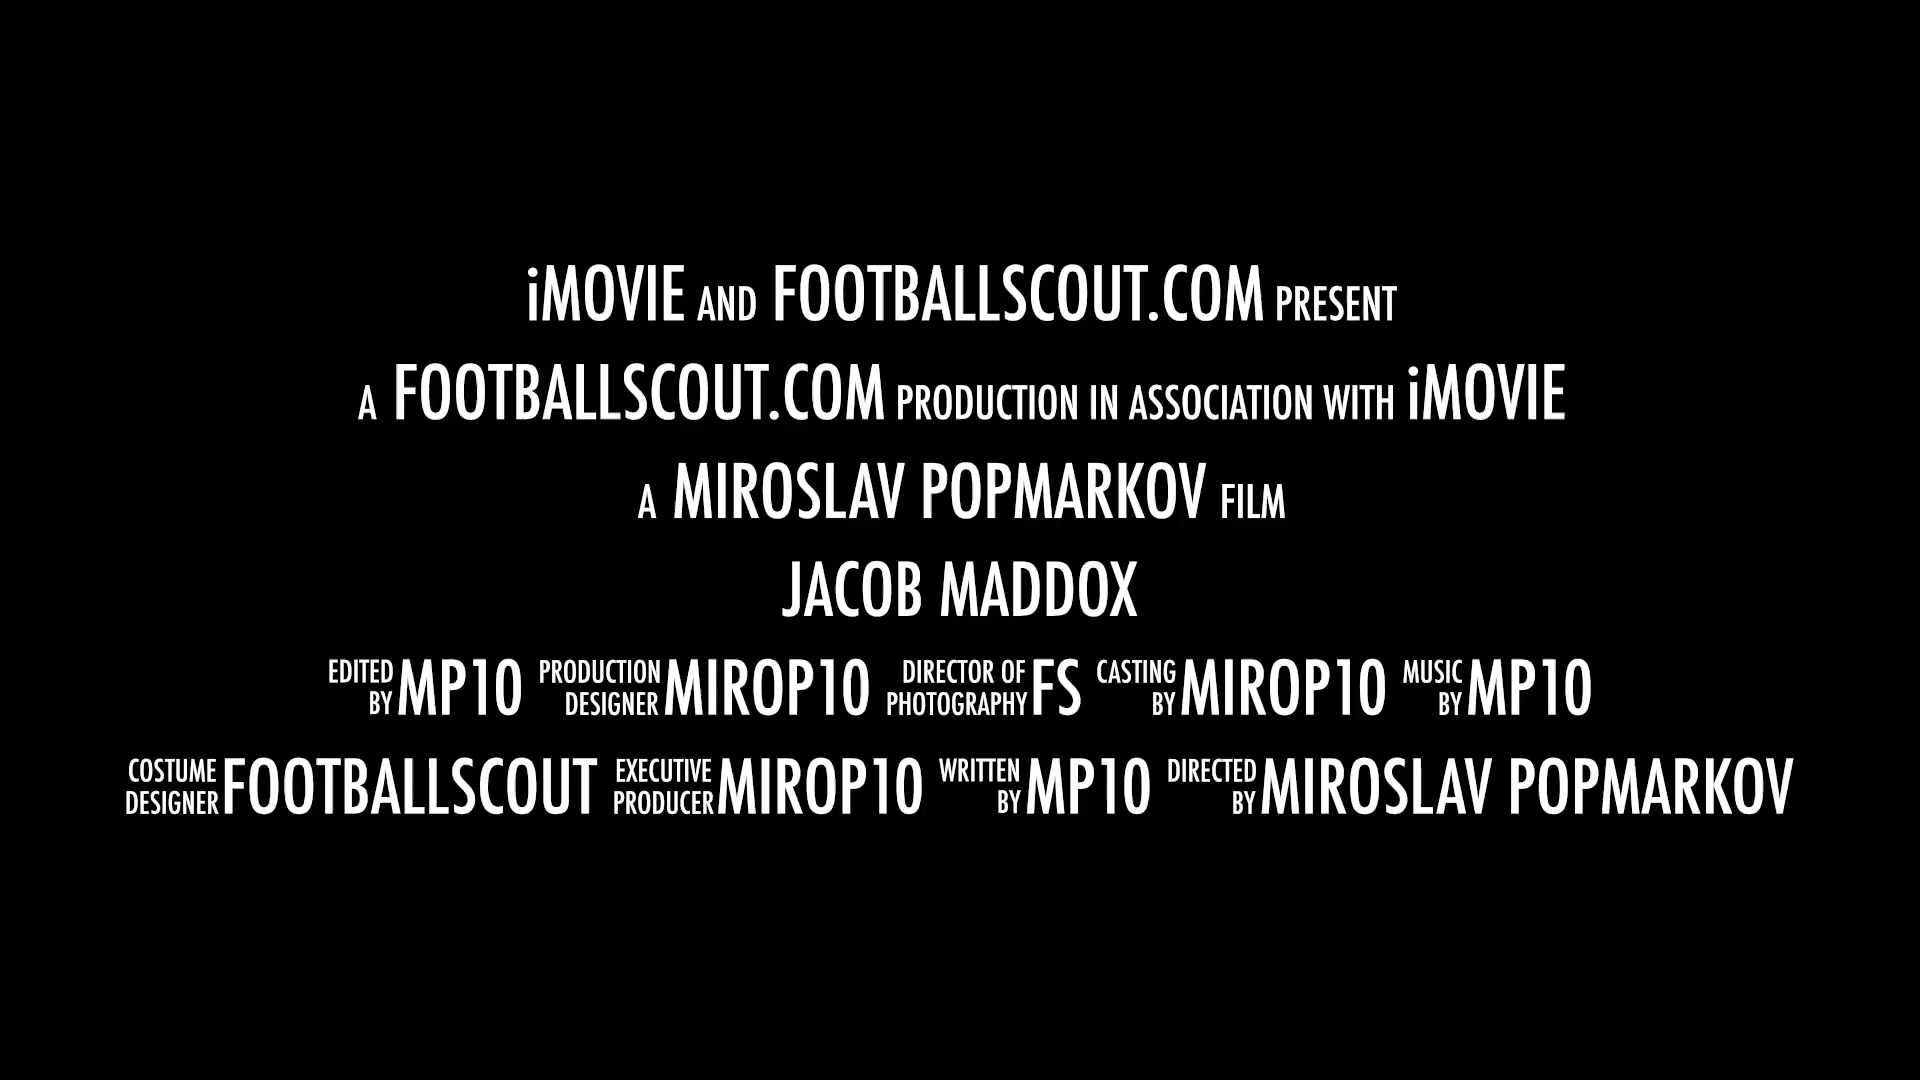 iMOVIE AND FOOTBALLSCOUT.COM PRESENT
A FOOTBALLSCOUT.COM PRODUCTION IN ASSOCIATION WITH iMOVIE
A MIROSLAV POPMARKOV FILM
JACOB MADDOX
EDITED BY MP10 PRODUCTION DESIGNER MIROP10 DIRECTOR OF PHOTOGRAPHY FS CASTING BY MIROP10 MUSIC BY MP10
COSTUME DESIGNER FOOTBALLSCOUT EXECUTIVE PRODUCER MIROP10 WRITTEN BY MP10 DIRECTED BY MIROSLAV POPMARKOV